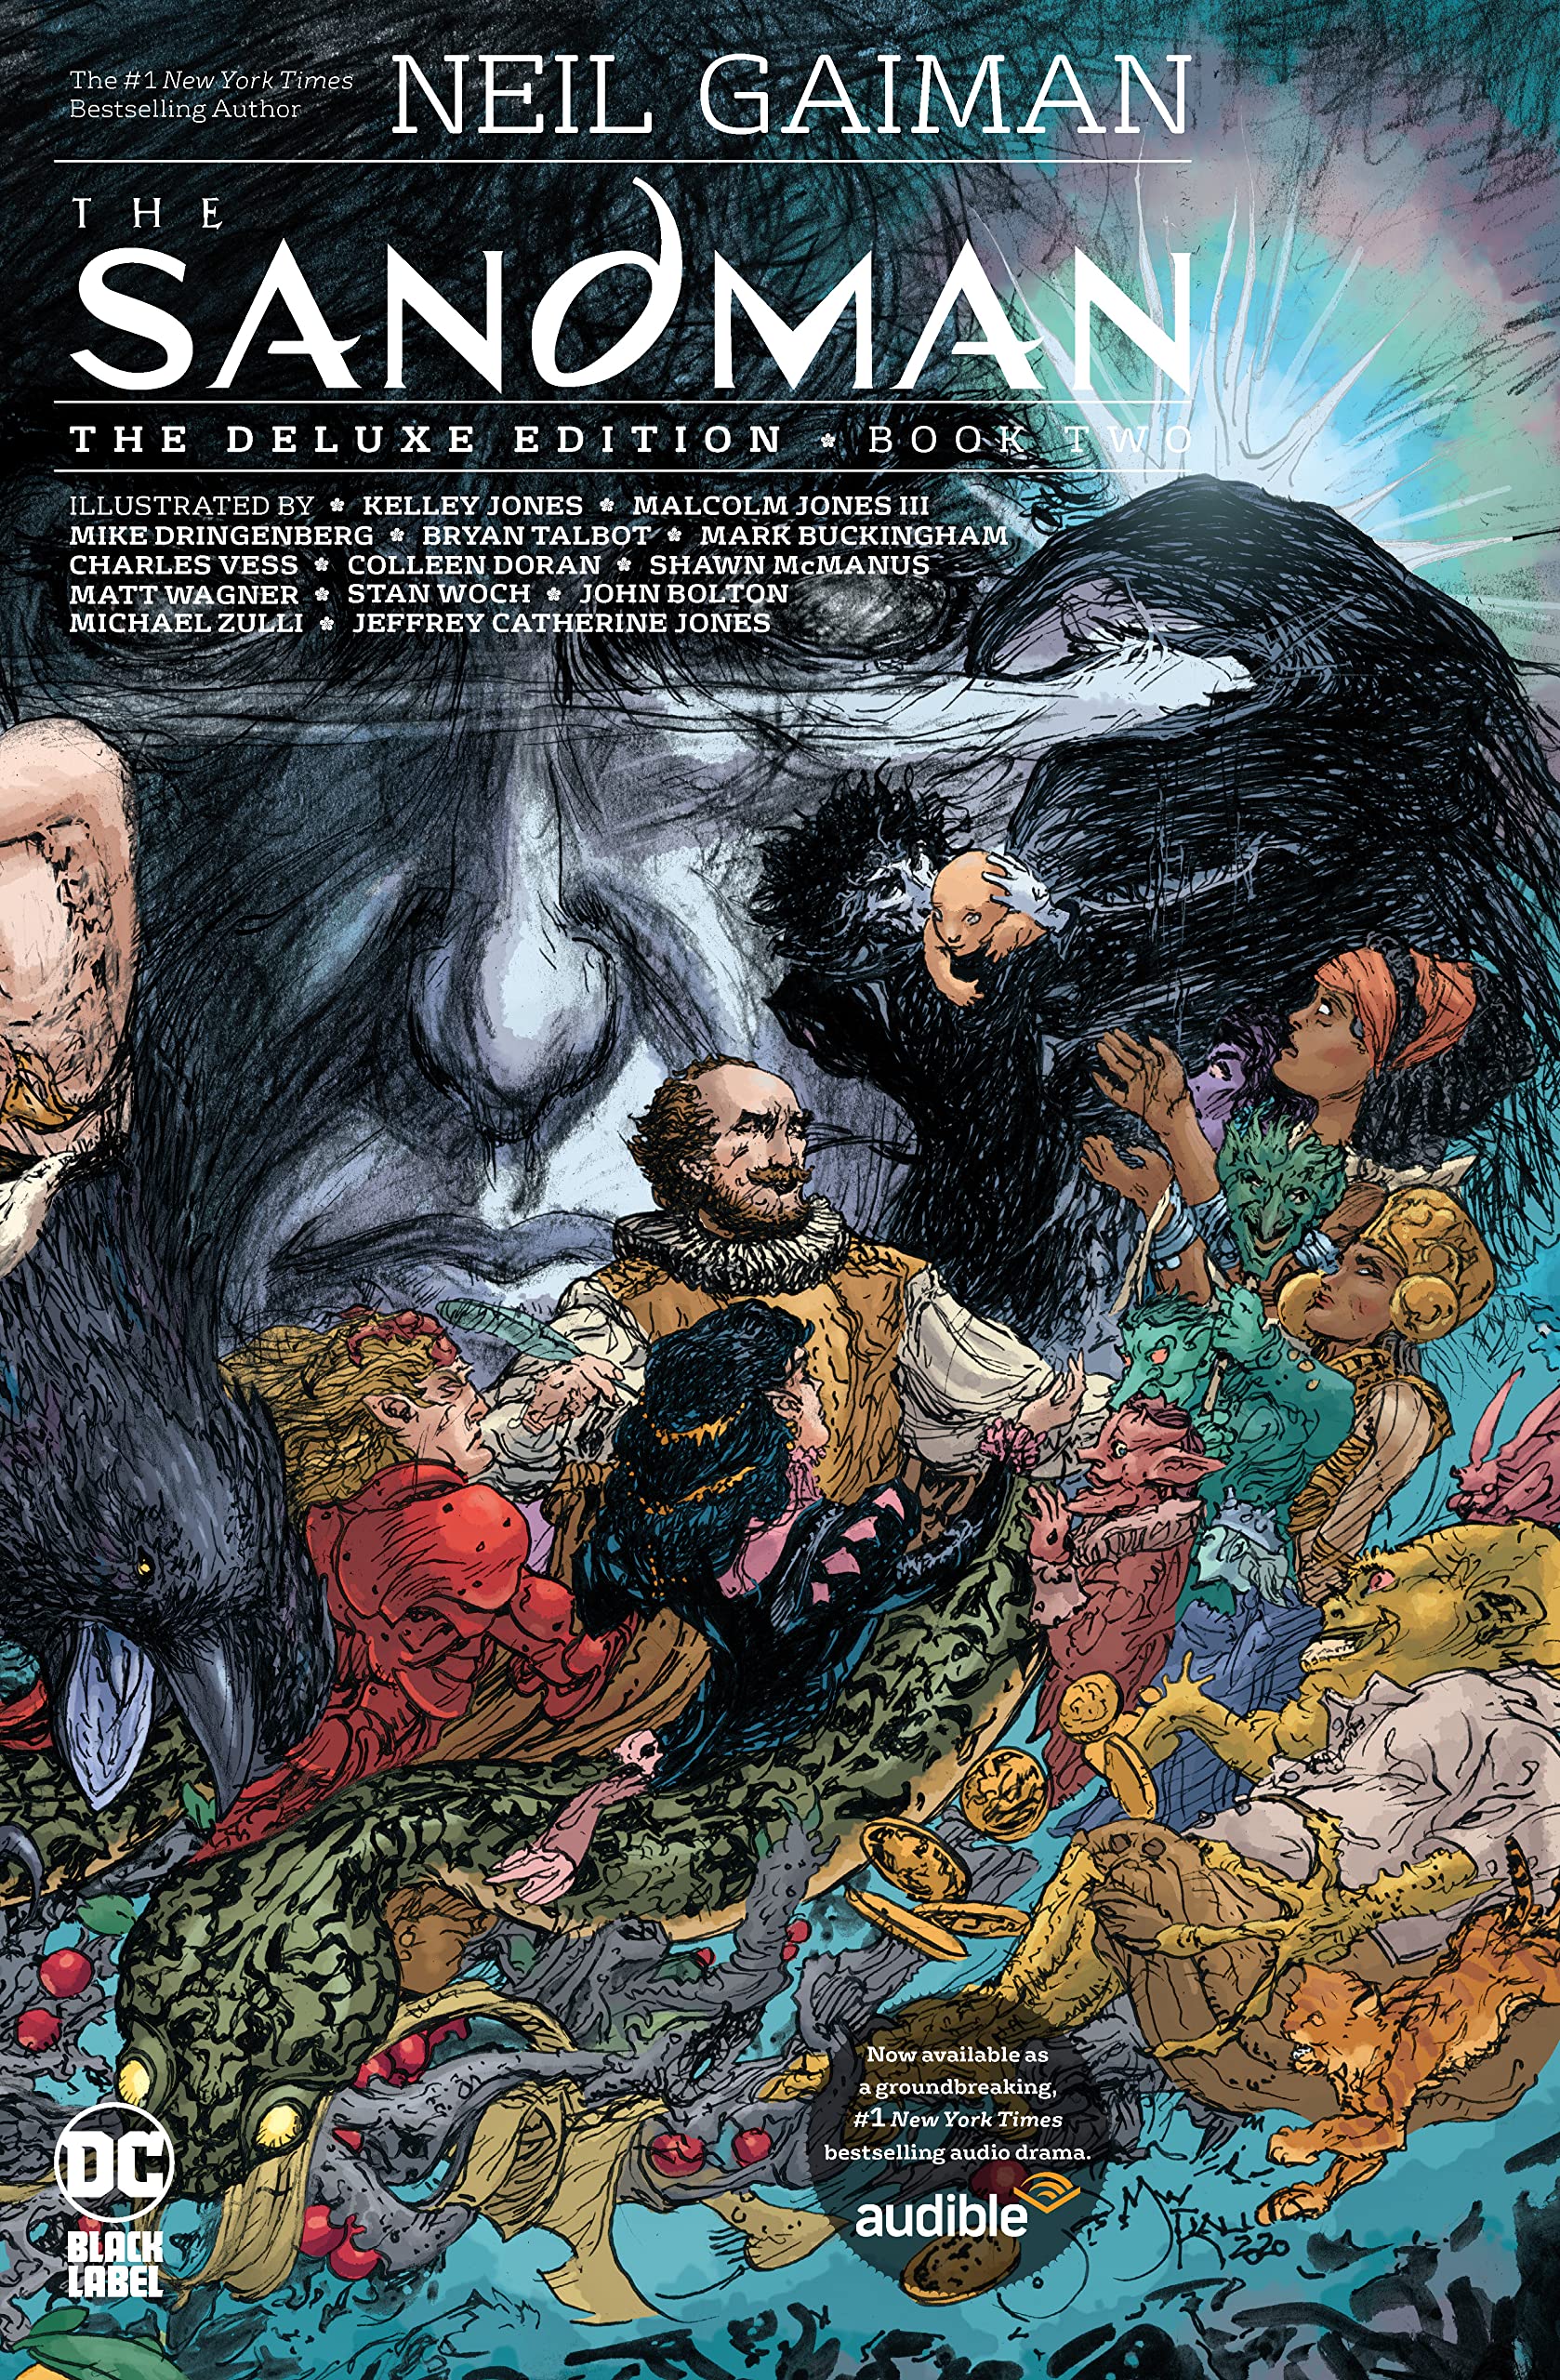 The #1 New York Times
Bestselling Author
NEIL GAIMAN
THE
SANDMAN
THE DELUXE EDITION BOOK TWO
ILLUSTRATED BY KELLEY JONES MALCOLM JONES III
MIKE DRINGENBERG BRYAN TALBOT MARK BUCKINGHAM
CHARLES VESS COLLEEN DORAN SHAWN McMANUS
MATT WAGNER STAN WOCH JOHN BOLTON
MICHAEL ZULLI JEFFREY CATHERINE JONES
Now available as
a groundbreaking,
#1 New York Times
bestselling audio drama.
audible
DC
BLACK
LABEL
2020